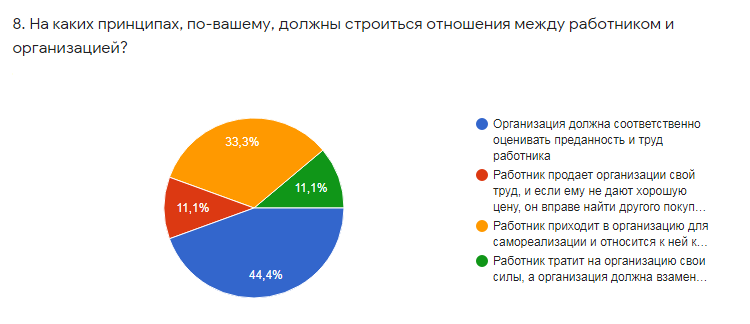 8. На каких принципах, по-вашему, должны строиться отношения между работником и
организацией?
33,3%
11,1%
11,1%
44,4%
Организация должна соответственно
оценивать преданность и труд
работника
Работник продает организации свой
труд, и если ему не дают хорошую
цену, он вправе найти другого покуп...
Работник приходит в организацию для
самореализации и относится к ней к...
Работник тратит на организацию свои
силы, а организация должна взамен...